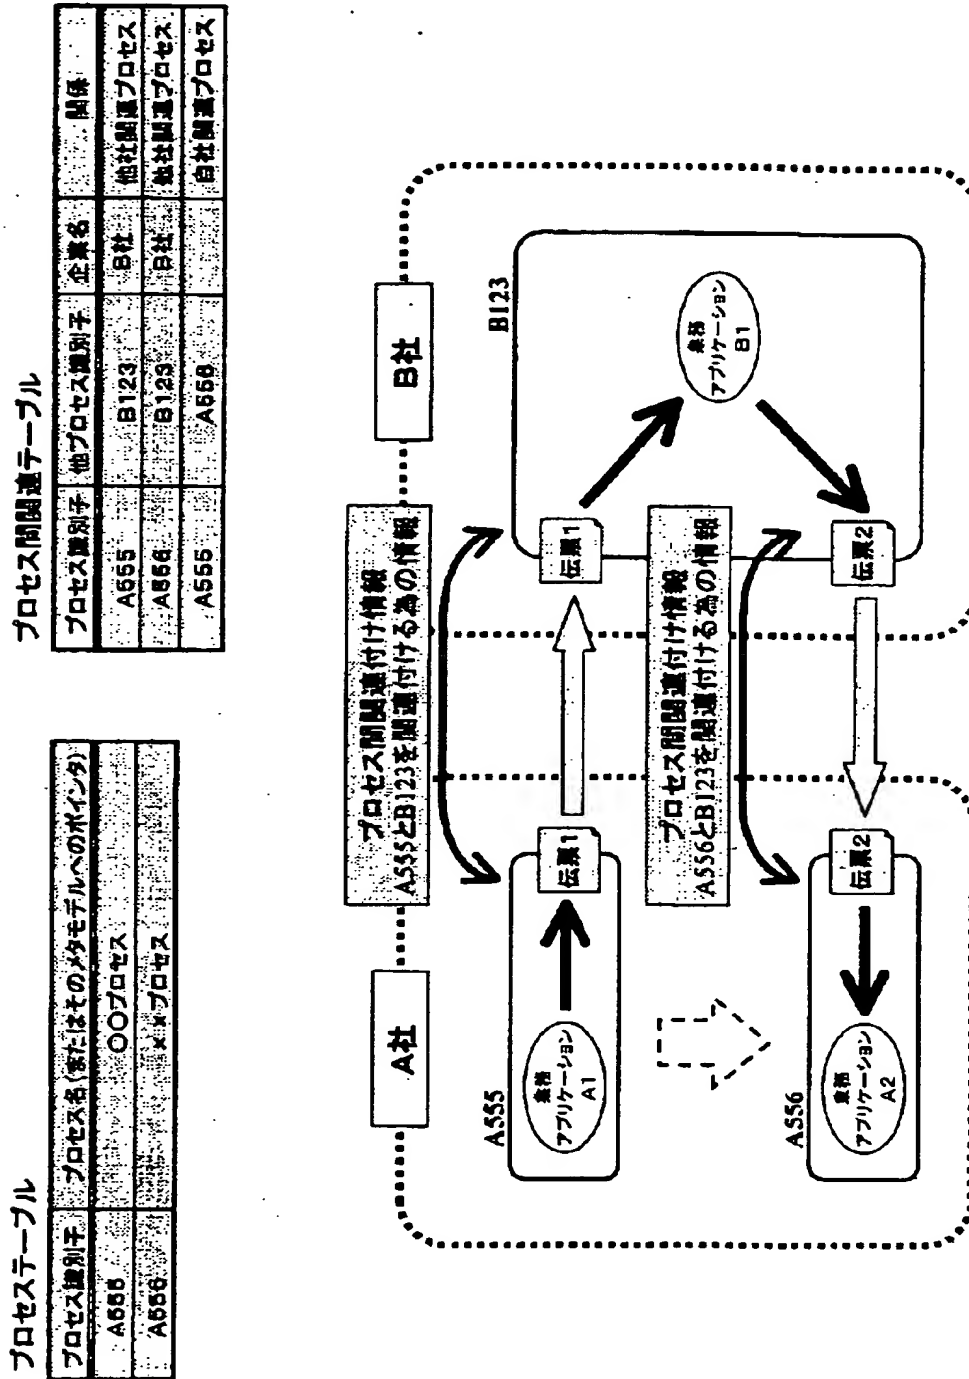 プロセステーブル
プロセス識別子 プロセス名(またはそのメタモデルへのポインタ)
A555 〇〇プロセス
A556 ××プロセス
プロセス間関連テーブル
プロセス識別子 他プロセス識別子 企業名 関係
A555 B123 B社 他社関連プロセス
A556 B123 B社 他社関連プロセス
A555 A556 自社関連プロセス
A社
B社
プロセス間関連付け情報
A555とB123を関連付ける為の情報
A555
業務
アプリケーション
A1
伝票1
伝票1
B123
業務
アプリケーション
B1
プロセス間関連付け情報
A556とB123を関連付ける為の情報
A556
業務
アプリケーション
A2
伝票2
伝票2